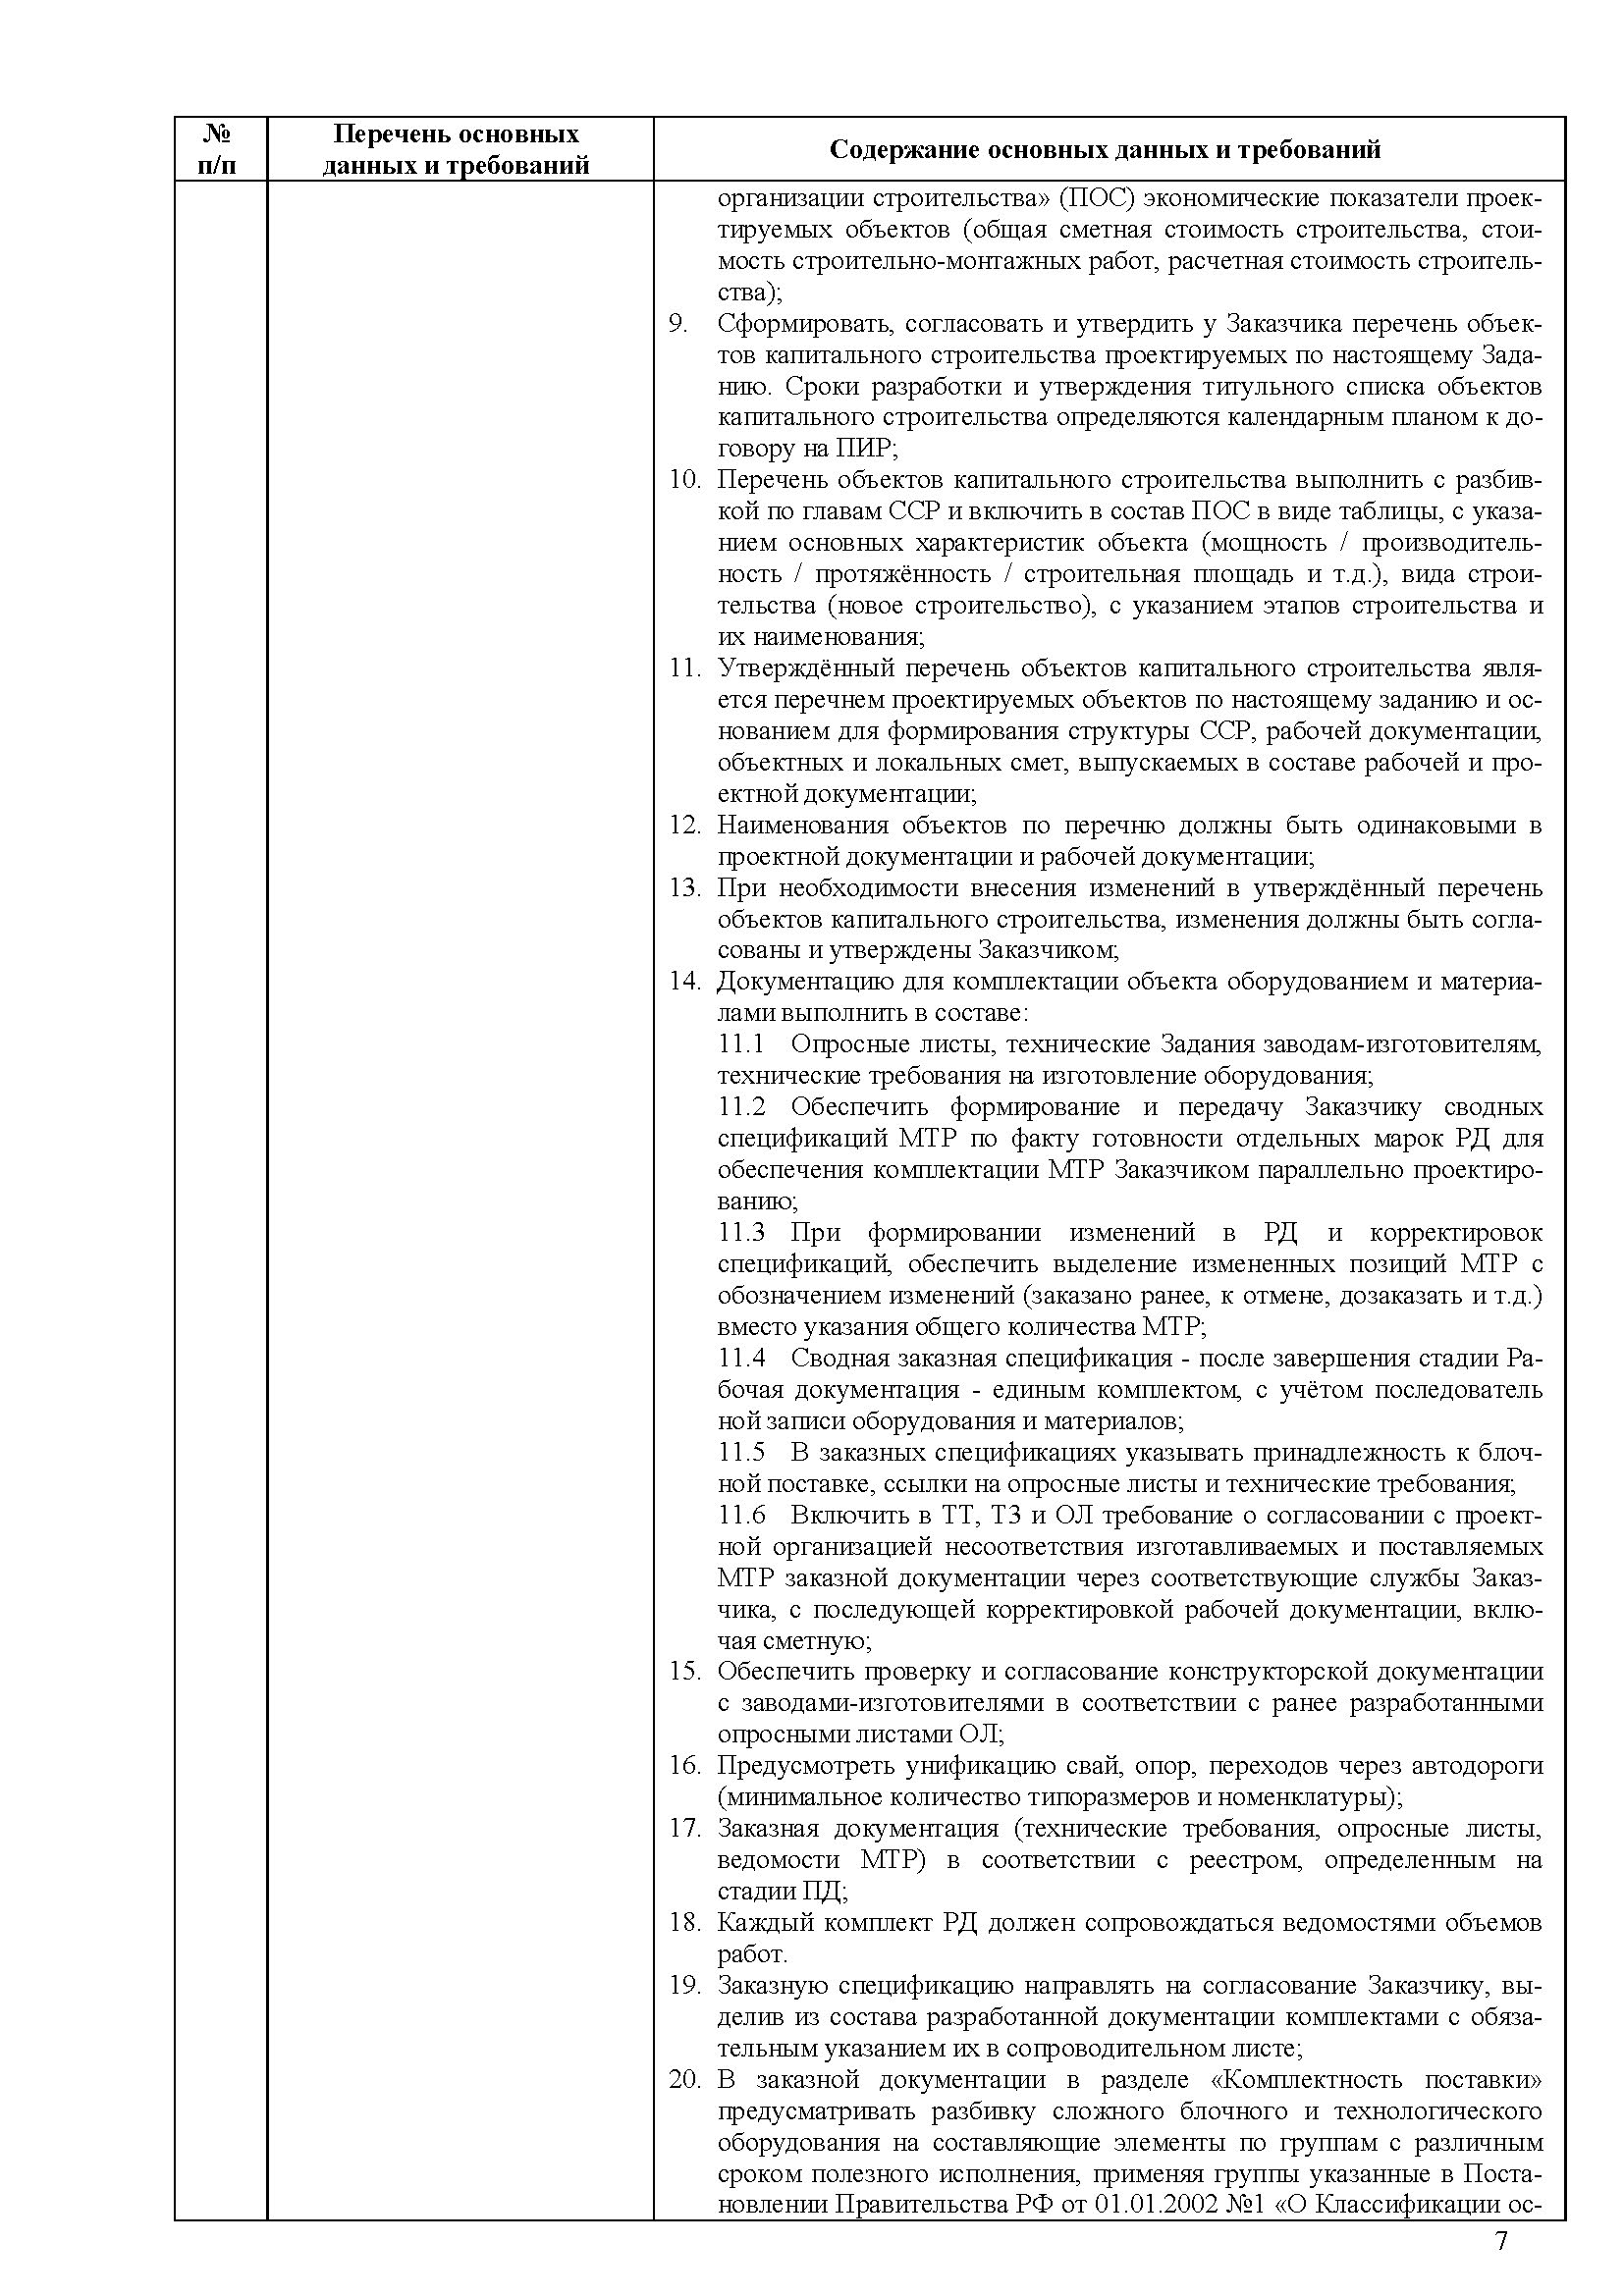 № п/п
Перечень основных данных и требований
Содержание основных данных и требований
организации строительства» (ПОС) экономические показатели проек-
тируемых объектов (общая сметная стоимость строительства, стои-
мость строительно-монтажных работ, расчетная стоимость строитель-
ства);
9. Сформировать, согласовать и утвердить у Заказчика перечень объек-
тов капитального строительства проектируемых по настоящему Зада-
нию. Сроки разработки и утверждения титульного списка объектов
капитального строительства определяются календарным планом к до-
говору на ПИР;
10. Перечень объектов капитального строительства выполнить с разбив-
кой по главам ССР и включить в состав ПОС в виде таблицы, с указа-
нием основных характеристик объекта (мощность / производитель-
ность / протяжённость / строительная площадь и т.д.), вида строи-
тельства (новое строительство), с указанием этапов строительства и
их наименования;
11. Утверждённый перечень объектов капитального строительства явля-
ется перечнем проектируемых объектов по настоящему заданию и ос-
нованием для формирования структуры ССР, рабочей документации,
объектных и локальных смет, выпускаемых в составе рабочей и про-
ектной документации;
12. Наименования объектов по перечню должны быть одинаковыми в
проектной документации и рабочей документации;
13. При необходимости внесения изменений в утверждённый перечень
объектов капитального строительства, изменения должны быть согла-
сованы и утверждены Заказчиком;
14. Документацию для комплектации объекта оборудованием и материа-
лами выполнить в составе:
11.1 Опросные листы, технические Задания заводам-изготовителям,
технические требования на изготовление оборудования;
11.2 Обеспечить формирование и передачу Заказчику сводных
спецификаций МТР по факту готовности отдельных марок РД для
обеспечения комплектации МТР Заказчиком параллельно проектиро-
ванию;
11.3 При формировании изменений в РД и корректировок
спецификаций, обеспечить выделение измененных позиций МТР с
обозначением изменений (заказано ранее, к отмене, дозаказать и т.д.)
вместо указания общего количества МТР;
11.4 Сводная заказная спецификация - после завершения стадии Ра-
бочая документация - единым комплектом, с учётом последователь
ной записи оборудования и материалов;
11.5 В заказных спецификациях указывать принадлежность к блоч-
ной поставке, ссылки на опросные листы и технические требования;
11.6 Включить в ТТ, ТЗ и ОЛ требование о согласовании с проект-
ной организацией несоответствия изготавливаемых и поставляемых
МТР заказной документации через соответствующие службы Заказ-
чика, с последующей корректировкой рабочей документации, вклю-
чая сметную;
15. Обеспечить проверку и согласование конструкторской документации
с заводами-изготовителями в соответствии с ранее разработанными
опросными листами ОЛ;
16. Предусмотреть унификацию свай, опор, переходов через автодороги
(минимальное количество типоразмеров и номенклатуры);
17. Заказная документация (технические требования, опросные листы,
ведомости МТР) в соответствии с реестром, определенным на
стадии ПД;
18. Каждый комплект РД должен сопровождаться ведомостями объемов
работ.
19. Заказную спецификацию направлять на согласование Заказчику, вы-
делив из состава разработанной документации комплектами с обяза-
тельным указанием их в сопроводительном листе;
20. В заказной документации в разделе «Комплектность поставки»
предусматривать разбивку сложного блочного и технологического
оборудования на составляющие элементы по группам с различным
сроком полезного исполнения, применяя группы указанные в Поста-
новлении Правительства РФ от 01.01.2002 №1 «О Классификации ос-
7